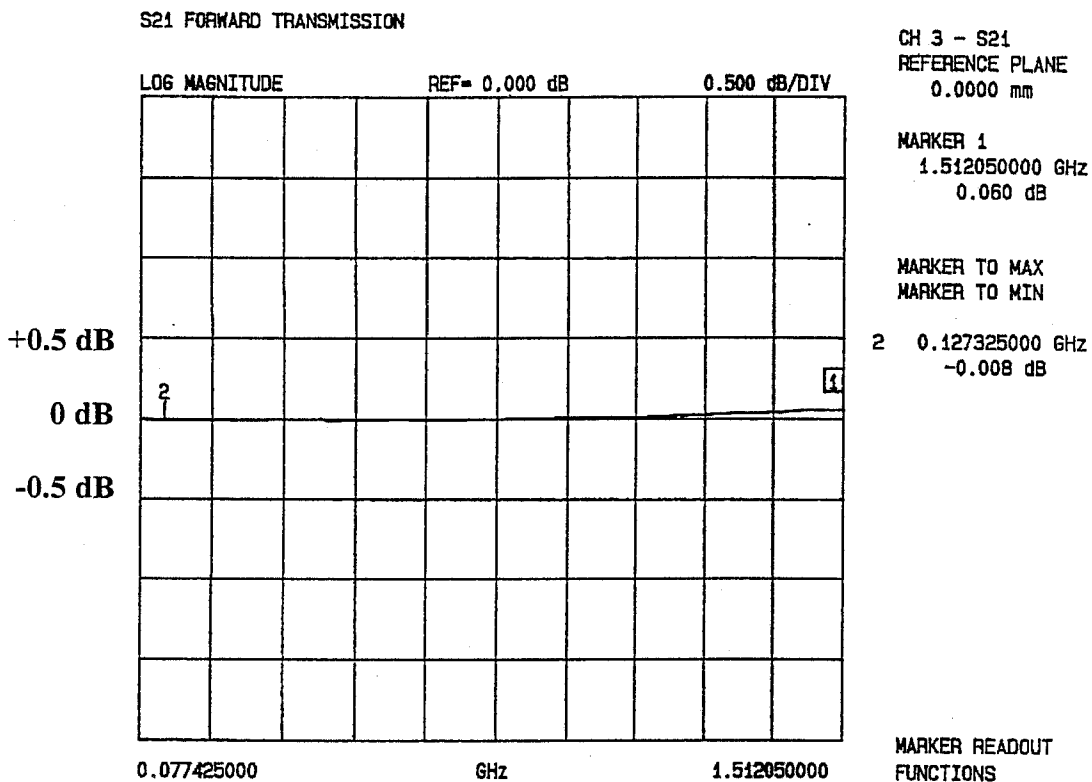 S21 FORWARD TRANSMISSION
LOG MAGNITUDE REF= 0.000 dB 0.500 dB/DIV
CH 3 - S21
REFERENCE PLANE
0.0000 mm
MARKER 1
1.512050000 GHz
0.060 dB
MARKER TO MAX
MARKER TO MIN
2 0.127325000 GHz
-0.008 dB
+0.5 dB
0 dB
-0.5 dB
2
1
0.077425000 GHz 1.512050000
MARKER READOUT
FUNCTIONS